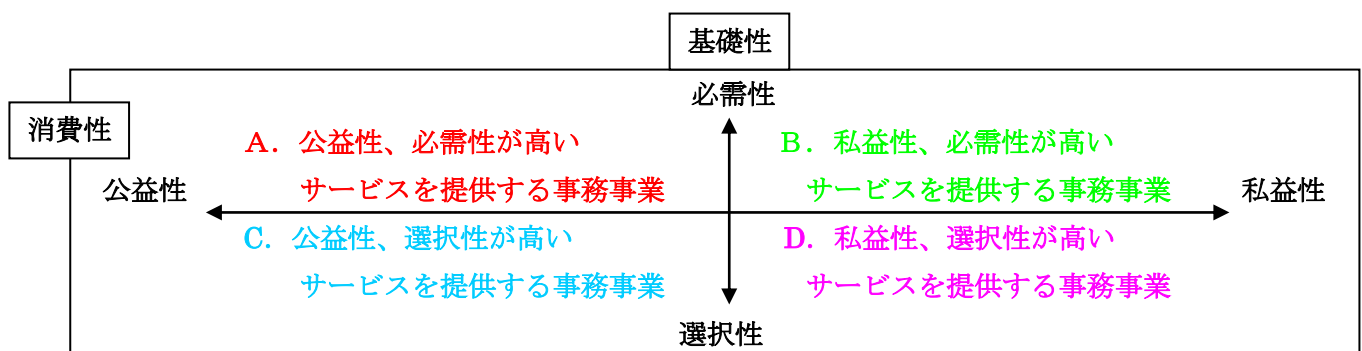 基礎性
必需性
消費性
A．公益性、必需性が高い
サービスを提供する事務事業
B．私益性、必需性が高い
サービスを提供する事務事業
公益性
私益性
C．公益性、選択性が高い
サービスを提供する事務事業
D．私益性、選択性が高い
サービスを提供する事務事業
選択性